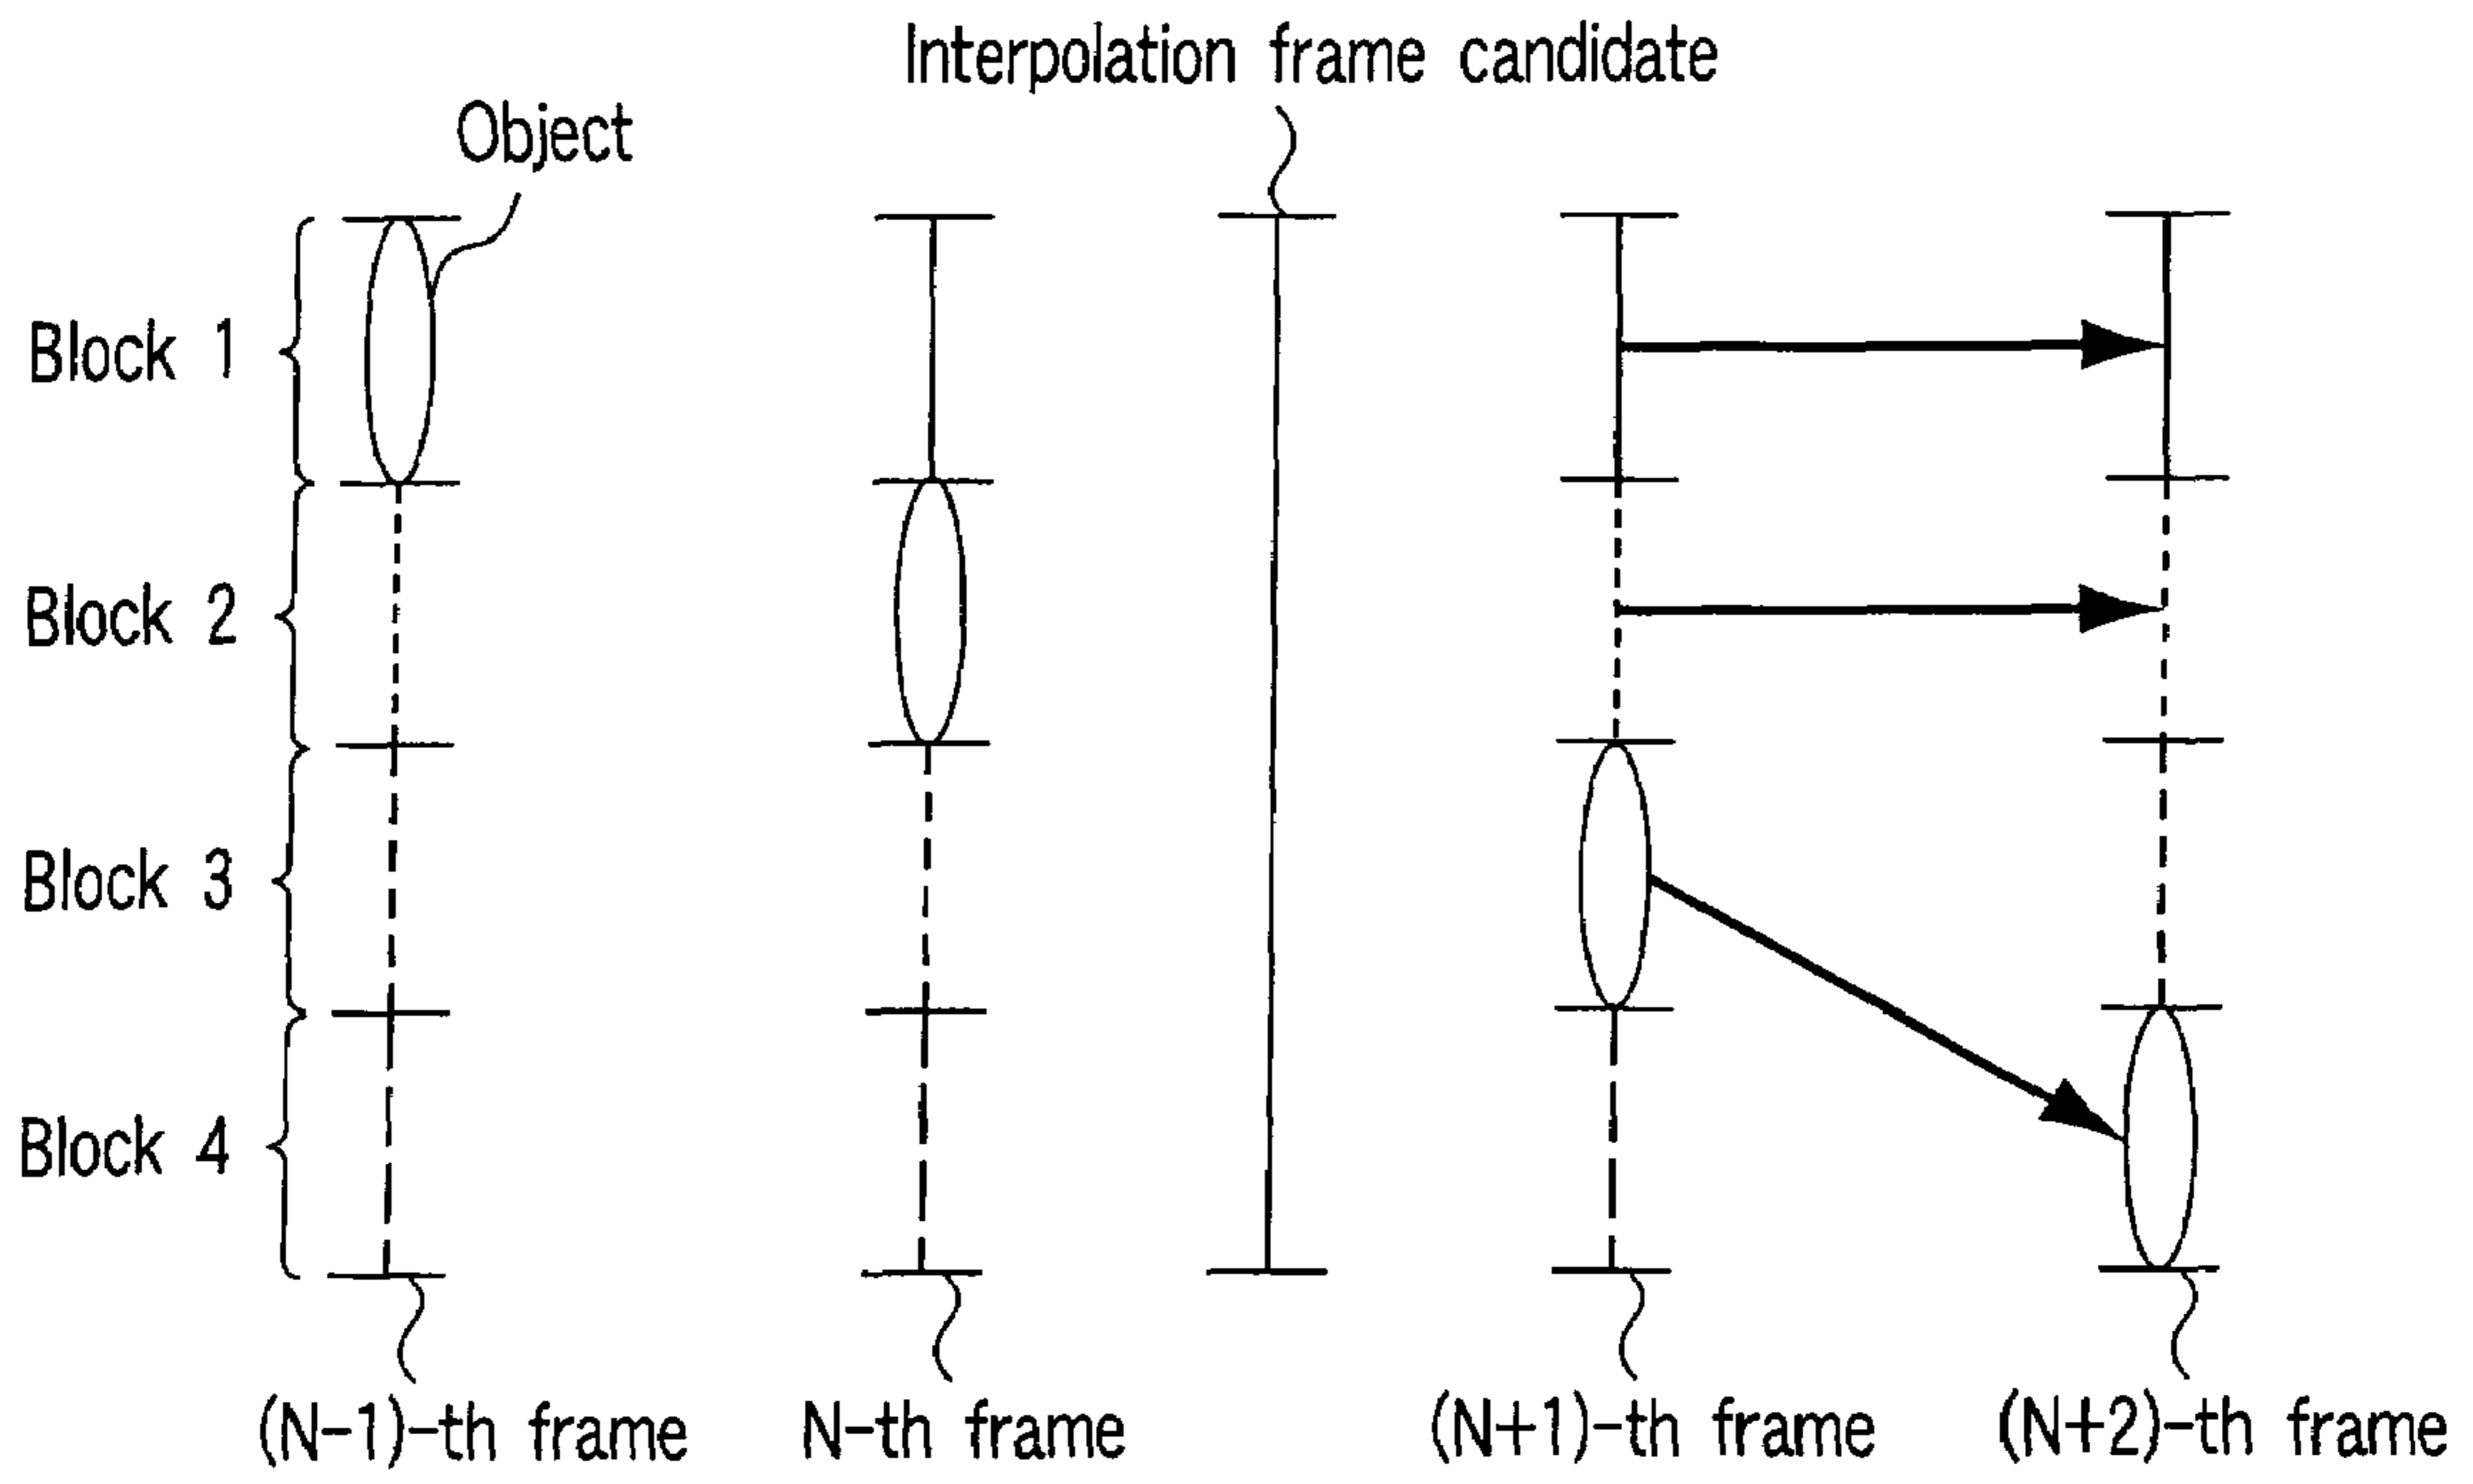 Interpolation frame candidate
Object
Block 1
Block 2
Block 3
Block 4
(N-1)-th frame
N-th frame
(N+1)-th frame
(N+2)-th frame